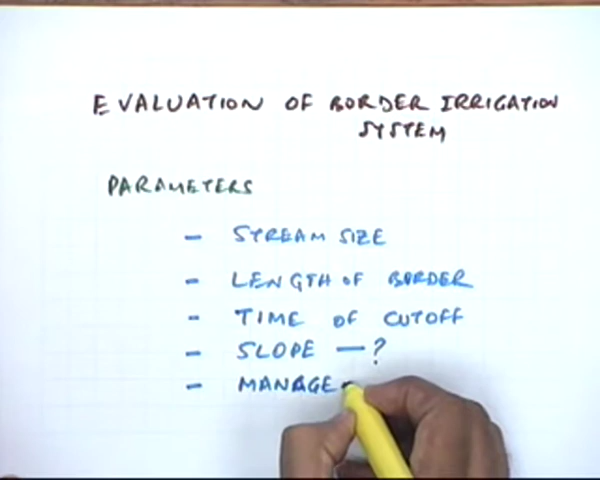 EVALUATION OF BORDER IRRIGATION
SYSTEM
PARAMETERS
- STREAM SIZE
- LENGTH OF BORDER
- TIME OF CUTOFF
- SLOPE — ?
- MANAGE